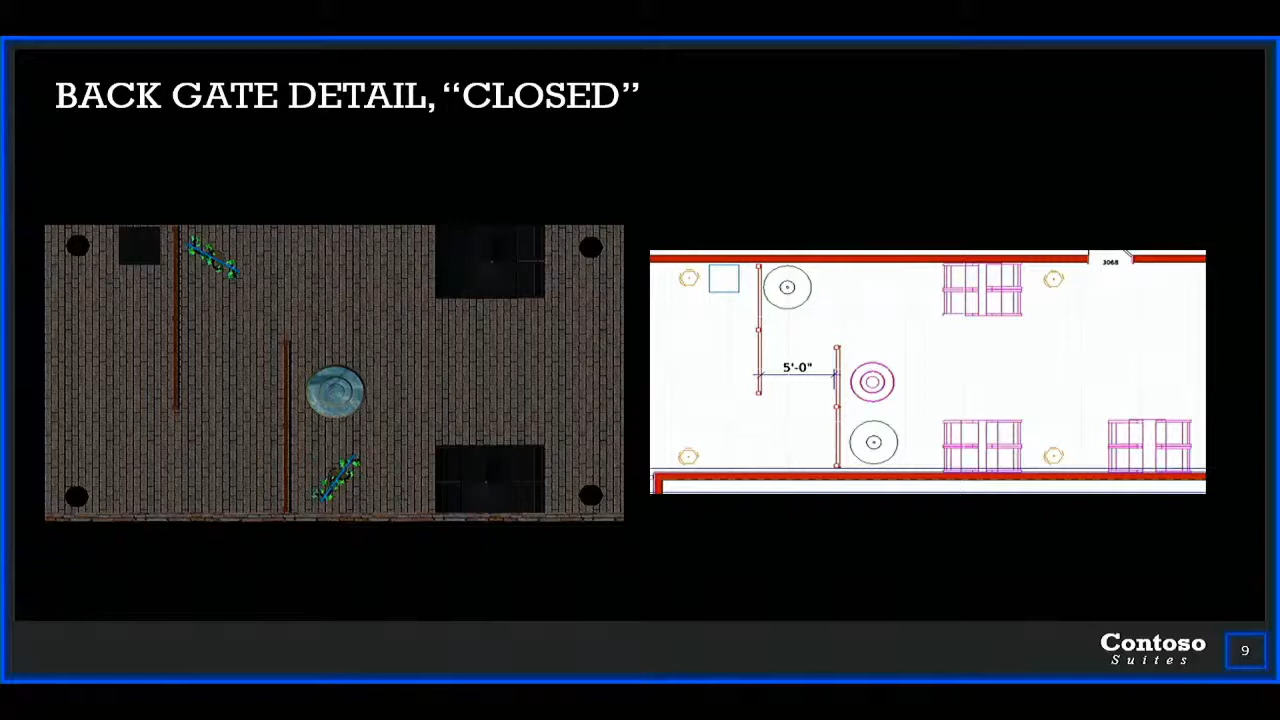 BACK GATE DETAIL, “CLOSED”
3068
5'-0"
Contoso
Suites
9